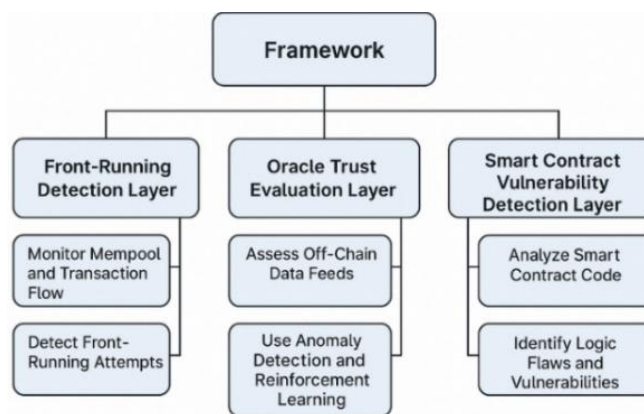 Framework
Front-Running
Detection Layer
Monitor Mempool
and Transaction
Flow
Detect Front-
Running Attempts
Oracle Trust
Evaluation Layer
Assess Off-Chain
Data Feeds
Use Anomaly
Detection and
Reinforcement
Learning
Smart Contract
Vulnerability
Detection Layer
Analyze Smart
Contract Code
Identify Logic
Flaws and
Vulnerabilities